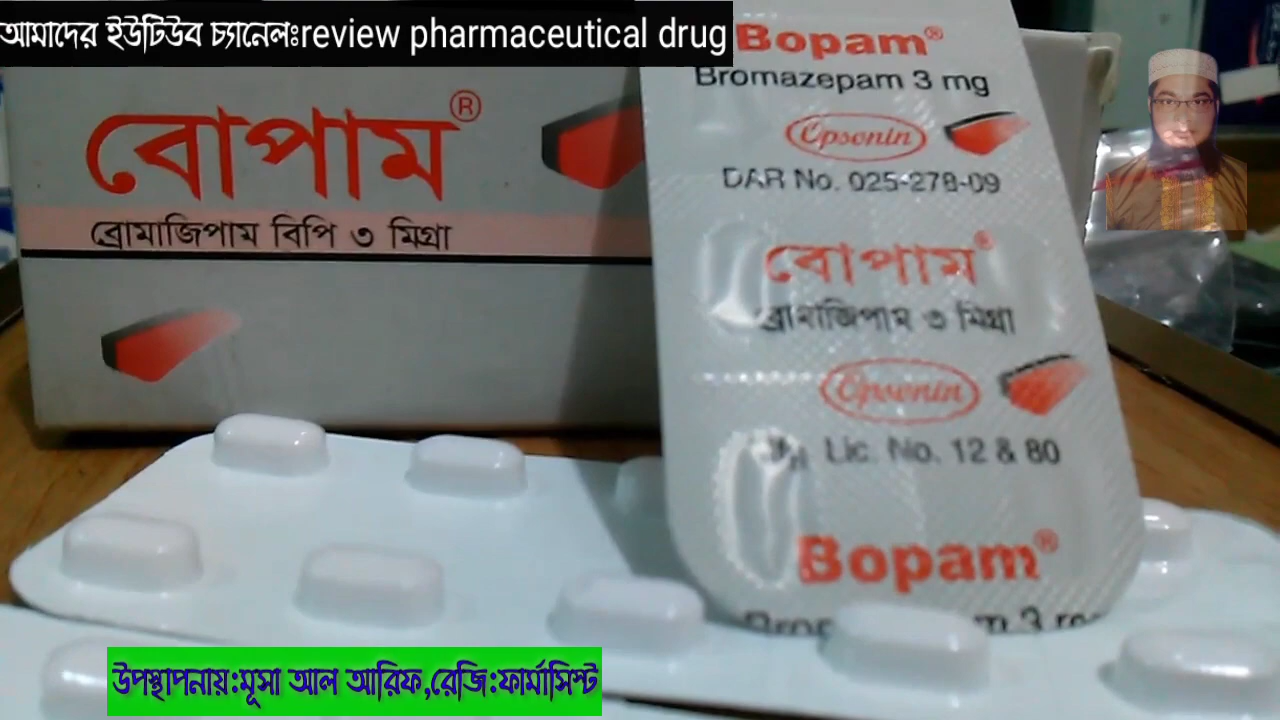 আমাদের ইউটিউব চ্যানেলঃreview pharmaceutical drug
বোপাম®
ব্রোমাজিপাম বিপি ৩ মিগ্রা
Bopam®
Bromazepam 3 mg
Opsonin
DAR No. 025-278-09
বোপাম®
ব্রোমাজিপাম ৩ মিগ্রা
Opsonin
Lic. No. 12 & 80
Bopam®
3
উপস্থাপনায়:মূসা আল আরিফ,রেজি:ফার্মাসিস্ট